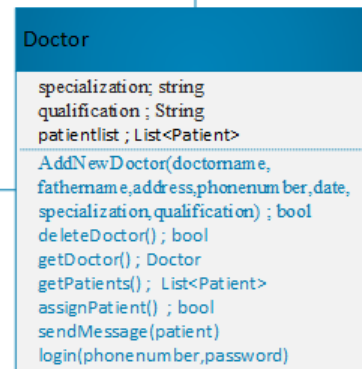 Doctor
specialization; string
qualification ; String
patientlist ; List<Patient>
AddNewDoctor(doctorname,
fathername,address,phonenumber,date,
specialization,qualification) ; bool
deleteDoctor() ; bool
getDoctor() ; Doctor
getPatients() ; List<Patient>
assignPatient() ; bool
sendMessage(patient)
login(phonenumber,password)